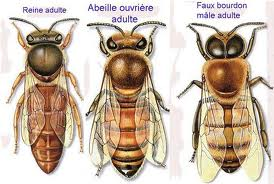 Reine adulte
Abeille ouvrière
adulte
Faux bourdon
mâle adulte